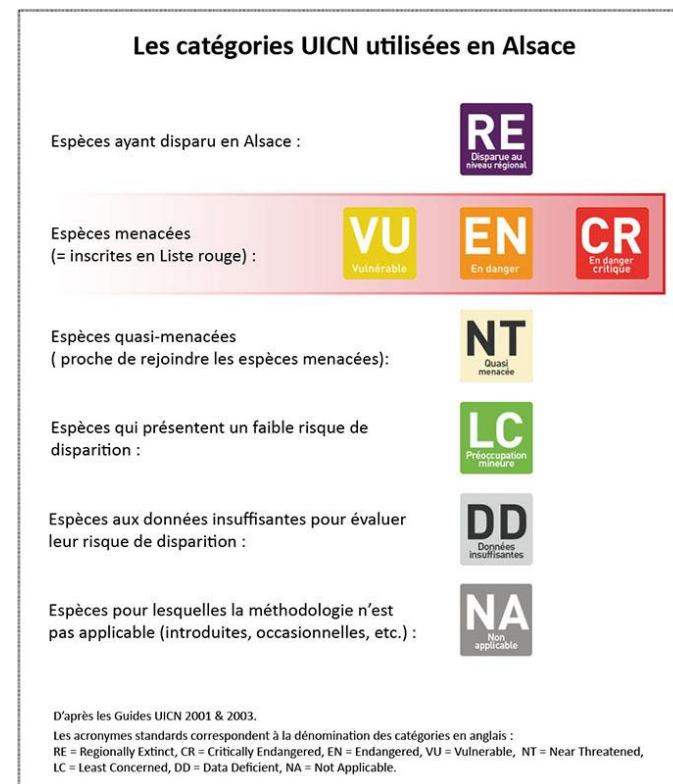 Les catégories UICN utilisées en Alsace
Espèces ayant disparu en Alsace :
RE
Disparue au
niveau régional
Espèces menacées
(= inscrites en Liste rouge) :
VU
Vulnérable
EN
En danger
CR
En danger
critique
Espèces quasi-menacées
( proche de rejoindre les espèces menacées):
NT
Quasi
menacée
Espèces qui présentent un faible risque de
disparition :
LC
Préoccupation
mineure
Espèces aux données insuffisantes pour évaluer
leur risque de disparition :
DD
Données
insuffisantes
Espèces pour lesquelles la méthodologie n'est
pas applicable (introduites, occasionnelles, etc.) :
NA
Non
applicable
D'après les Guides UICN 2001 & 2003.
Les acronymes standards correspondent à la dénomination des catégories en anglais :
RE = Regionally Extinct, CR = Critically Endangered, EN = Endangered, VU = Vulnerable, NT = Near Threatened,
LC = Least Concerned, DD = Data Deficient, NA = Not Applicable.